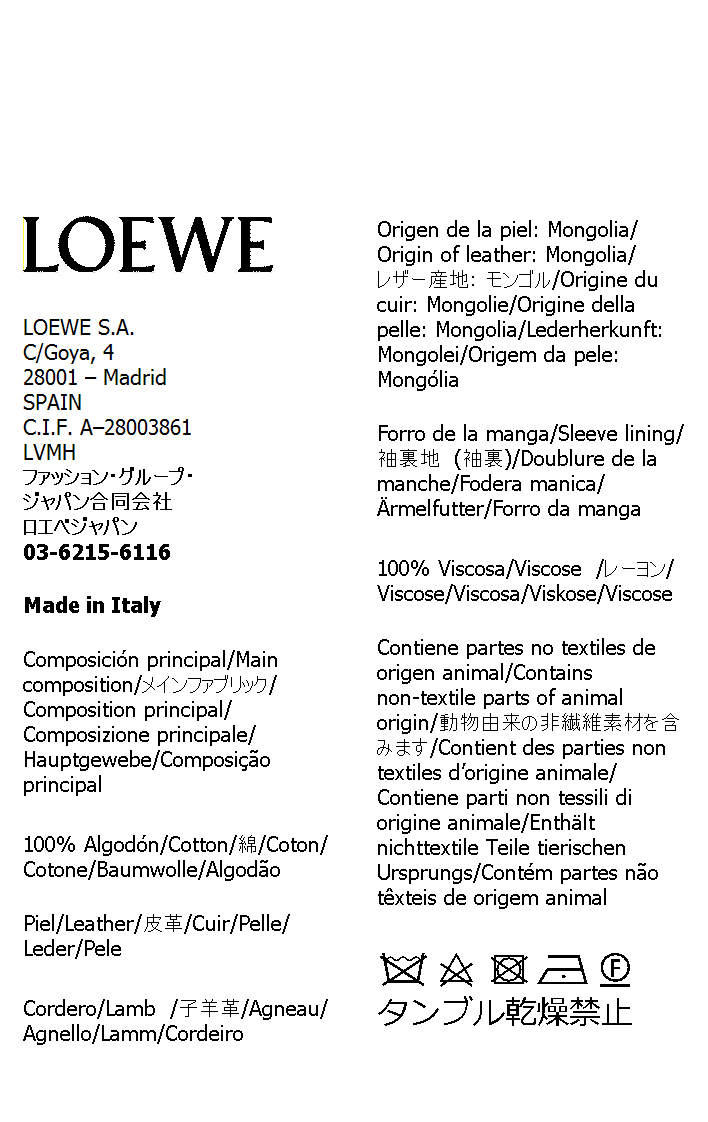 LOEWE
LOEWE S.A.
C/Goya, 4
28001 – Madrid
SPAIN
C.I.F. A–28003861
LVMH
ファッション・グループ・
ジャパン合同会社
ロエベジャパン
03-6215-6116
Made in Italy
Composición principal/Main
composition/メインファブリック/
Composition principal/
Composizione principale/
Hauptgewebe/Composição
principal
100% Algodón/Cotton/綿/Coton/
Cotone/Baumwolle/Algodão
Piel/Leather/皮革/Cuir/Pelle/
Leder/Pele
Cordero/Lamb /子羊革/Agneau/
Agnello/Lamm/Cordeiro
Origen de la piel: Mongolia/
Origin of leather: Mongolia/
レザー産地: モンゴル/Origine du
cuir: Mongolie/Origine della
pelle: Mongolia/Lederherkunft:
Mongolei/Origem da pele:
Mongólia
Forro de la manga/Sleeve lining/
袖裏地 (袖裏)/Doublure de la
manche/Fodera manica/
Ärmelfutter/Forro da manga
100% Viscosa/Viscose /レーヨン/
Viscose/Viscosa/Viskose/Viscose
Contiene partes no textiles de
origen animal/Contains
non-textile parts of animal
origin/動物由来の非繊維素材を含
みます/Contient des parties non
textiles d’origine animale/
Contiene parti non tessili di
origine animale/Enthält
nichttextile Teile tierischen
Ursprungs/Contém partes não
têxteis de origem animal
F
タンブル乾燥禁止